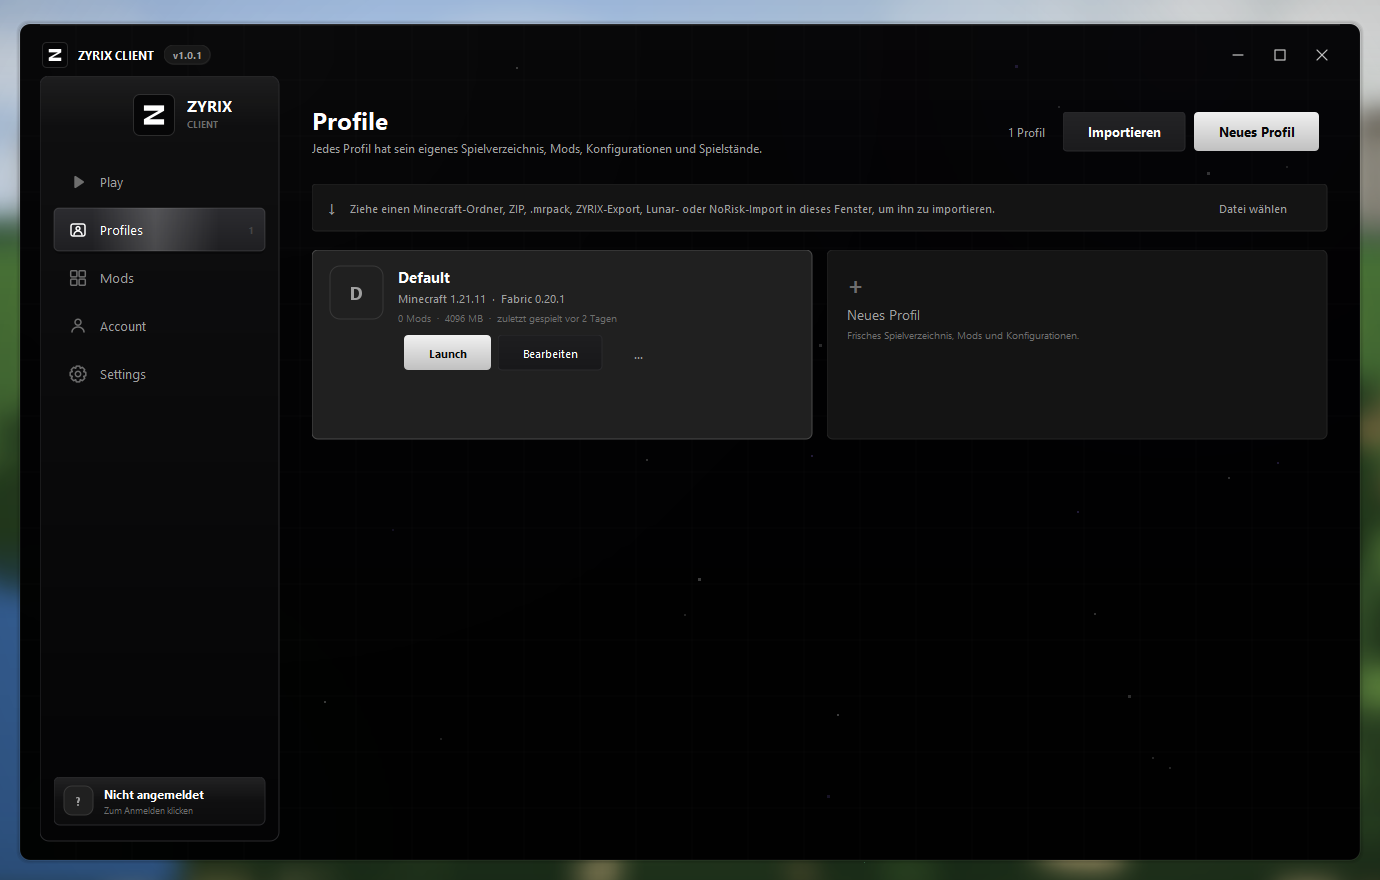 ZYRIX CLIENT v1.0.1
ZYRIX
CLIENT
Play
Profiles 1
Mods
Account
Settings
? Nicht angemeldet
Zum Anmelden klicken
Profile
Jedes Profil hat sein eigenes Spielverzeichnis, Mods, Konfigurationen und Spielstände.
1 Profil Importieren Neues Profil
↓ Ziehe einen Minecraft-Ordner, ZIP, .mrpack, ZYRIX-Export, Lunar- oder NoRisk-Import in dieses Fenster, um ihn zu importieren. Datei wählen
D
Default
Minecraft 1.21.11 · Fabric 0.20.1
0 Mods · 4096 MB · zuletzt gespielt vor 2 Tagen
Launch Bearbeiten ...
+
Neues Profil
Frisches Spielverzeichnis, Mods und Konfigurationen.